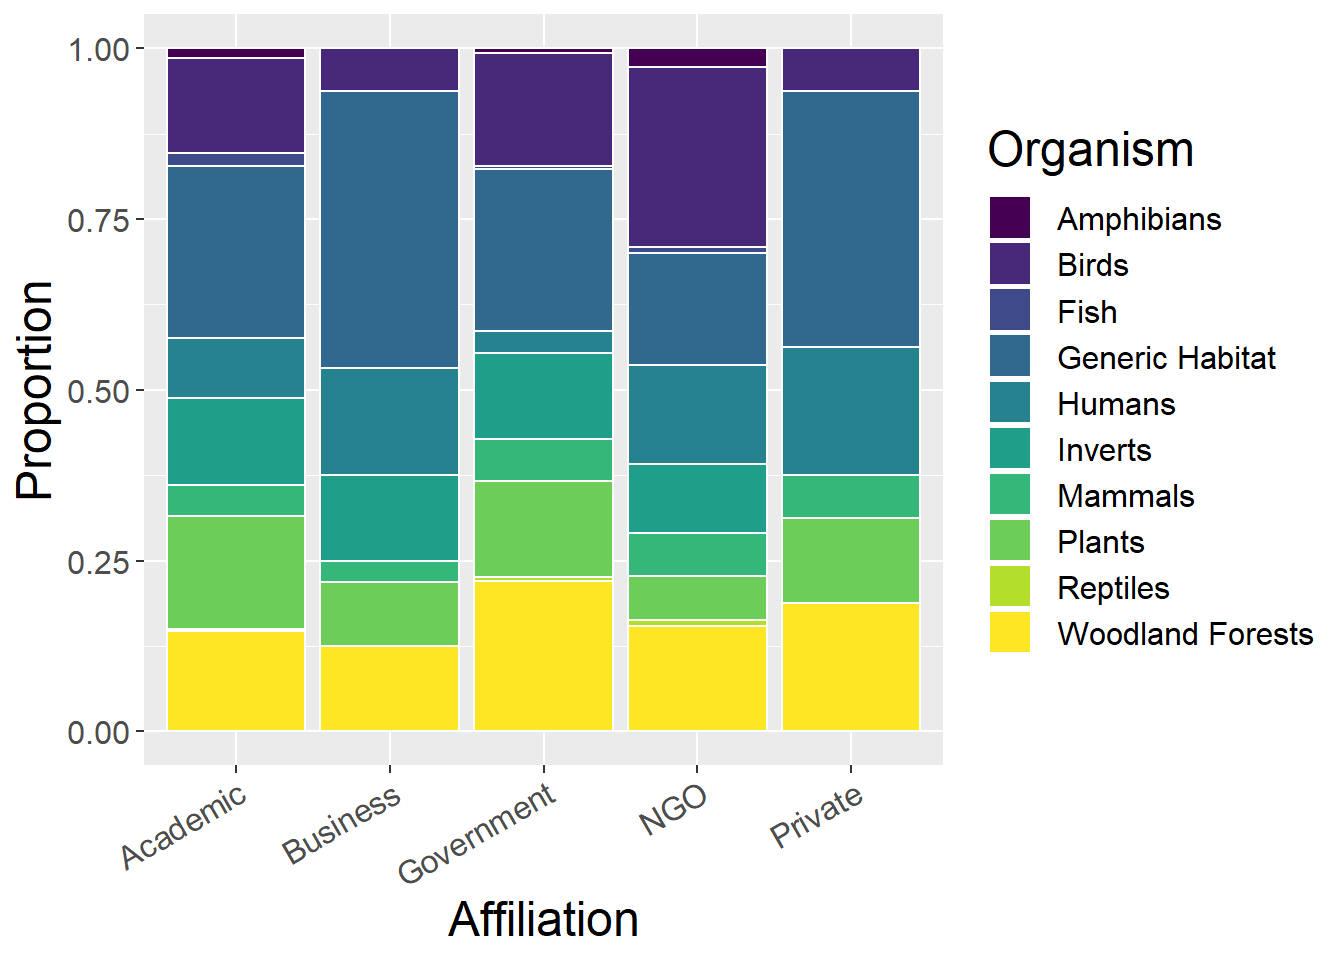 1.00
0.75
0.50
0.25
0.00
Proportion
Academic
Business
Government
NGO
Private
Affiliation
Organism
Amphibians
Birds
Fish
Generic Habitat
Humans
Inverts
Mammals
Plants
Reptiles
Woodland Forests